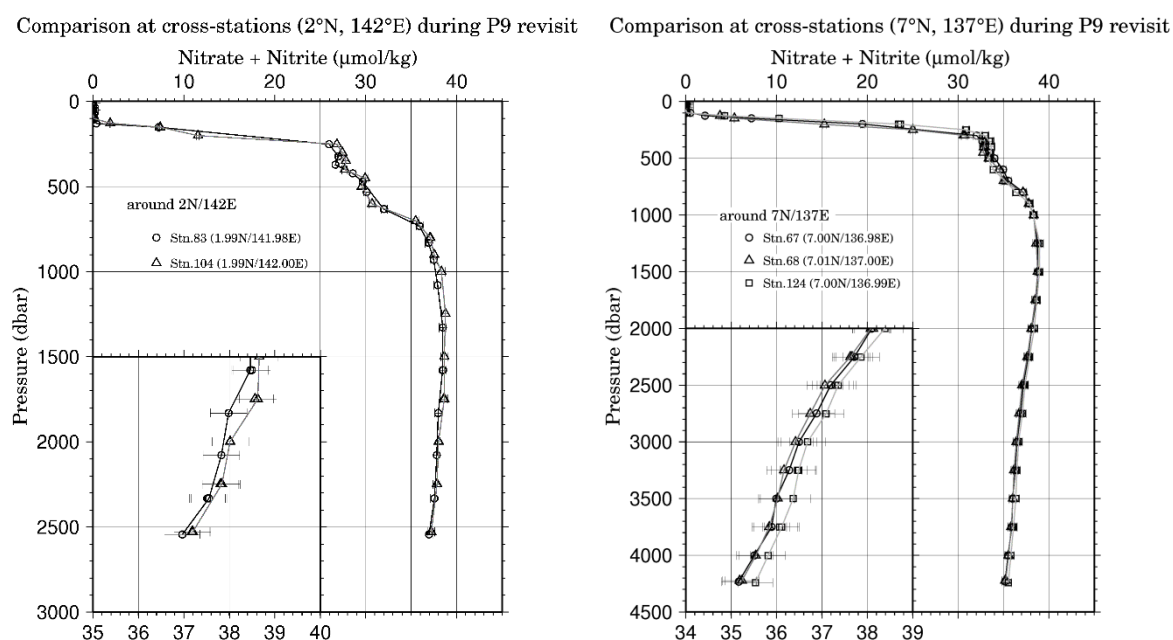 Comparison at cross-stations (2°N, 142°E) during P9 revisit
Nitrate + Nitrite (μmol/kg)
0 10 20 30 40
0
500
1000
1500
2000
2500
3000
Pressure (dbar)
around 2N/142E
Stn.83 (1.99N/141.98E)
Stn.104 (1.99N/142.00E)
35 36 37 38 39 40
Comparison at cross-stations (7°N, 137°E) during P9 revisit
Nitrate + Nitrite (μmol/kg)
0 10 20 30 40
0
500
1000
1500
2000
2500
3000
3500
4000
4500
Pressure (dbar)
around 7N/137E
Stn.67 (7.00N/136.98E)
Stn.68 (7.01N/137.00E)
Stn.124 (7.00N/136.99E)
34 35 36 37 38 39